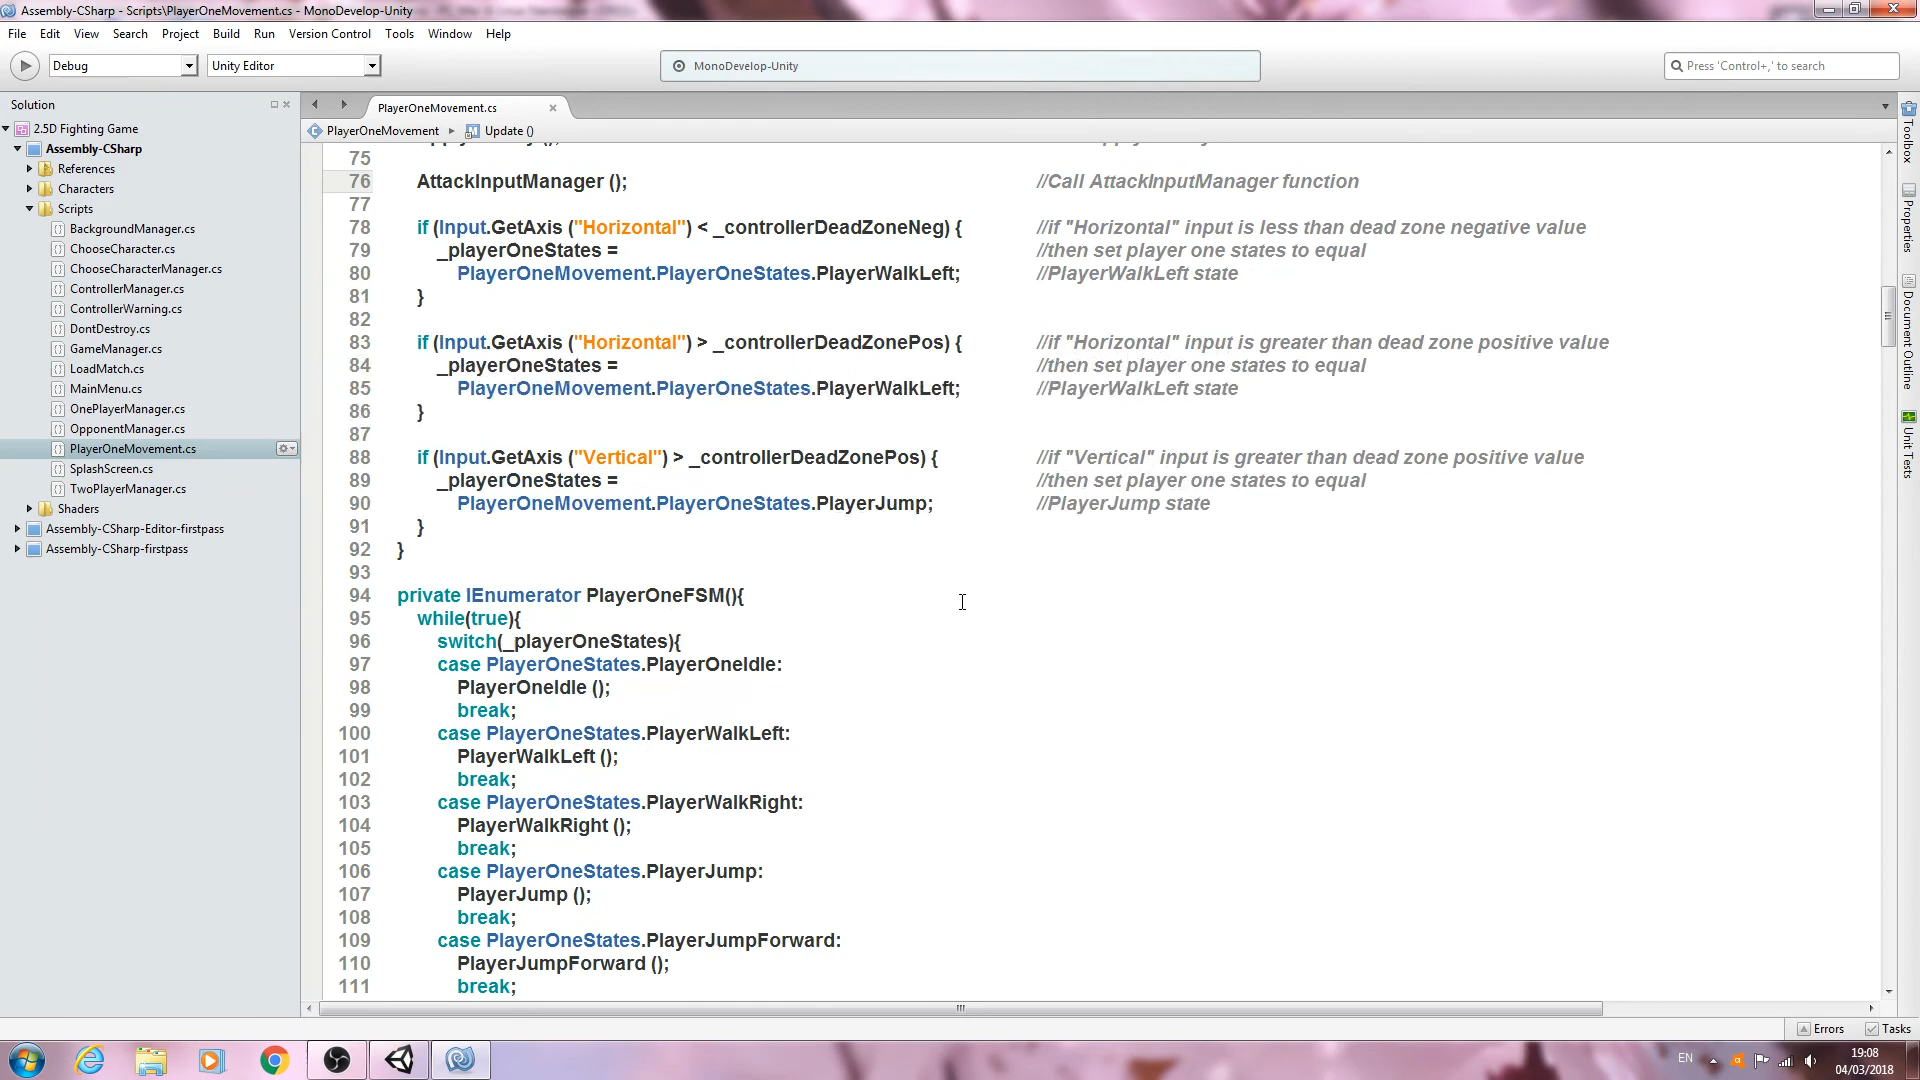 Assembly-CSharp - Scripts\PlayerOneMovement.cs - MonoDevelop-Unity
File Edit View Search Project Build Run Version Control Tools Window Help
Debug
Unity Editor
MonoDevelop-Unity
Press 'Control+,' to search
Solution
2.5D Fighting Game
Assembly-CSharp
References
Characters
Scripts
BackgroundManager.cs
ChooseCharacter.cs
ChooseCharacterManager.cs
ControllerManager.cs
ControllerWarning.cs
DontDestroy.cs
GameManager.cs
LoadMatch.cs
MainMenu.cs
OnePlayerManager.cs
OpponentManager.cs
PlayerOneMovement.cs
SplashScreen.cs
TwoPlayerManager.cs
Shaders
Assembly-CSharp-Editor-firstpass
Assembly-CSharp-firstpass
PlayerOneMovement.cs
PlayerOneMovement
Update ()
75
76 AttackInputManager (); //Call AttackInputManager function
77
78 if (Input.GetAxis ("Horizontal") < _controllerDeadZoneNeg) { //if "Horizontal" input is less than dead zone negative value
79 _playerOneStates = //then set player one states to equal
80 PlayerOneMovement.PlayerOneStates.PlayerWalkLeft; //PlayerWalkLeft state
81 }
82
83 if (Input.GetAxis ("Horizontal") > _controllerDeadZonePos) { //if "Horizontal" input is greater than dead zone positive value
84 _playerOneStates = //then set player one states to equal
85 PlayerOneMovement.PlayerOneStates.PlayerWalkLeft; //PlayerWalkLeft state
86 }
87
88 if (Input.GetAxis ("Vertical") > _controllerDeadZonePos) { //if "Vertical" input is greater than dead zone positive value
89 _playerOneStates = //then set player one states to equal
90 PlayerOneMovement.PlayerOneStates.PlayerJump; //PlayerJump state
91 }
92 }
93
94 private IEnumerator PlayerOneFSM(){
95 while(true){
96 switch(_playerOneStates){
97 case PlayerOneStates.PlayerOneIdle:
98 PlayerOneIdle ();
99 break;
100 case PlayerOneStates.PlayerWalkLeft:
101 PlayerWalkLeft ();
102 break;
103 case PlayerOneStates.PlayerWalkRight:
104 PlayerWalkRight ();
105 break;
106 case PlayerOneStates.PlayerJump:
107 PlayerJump ();
108 break;
109 case PlayerOneStates.PlayerJumpForward:
110 PlayerJumpForward ();
111 break;
Toolbox
Properties
Document Outline
Unit Tests
Errors
Tasks
EN
19:08
04/03/2018